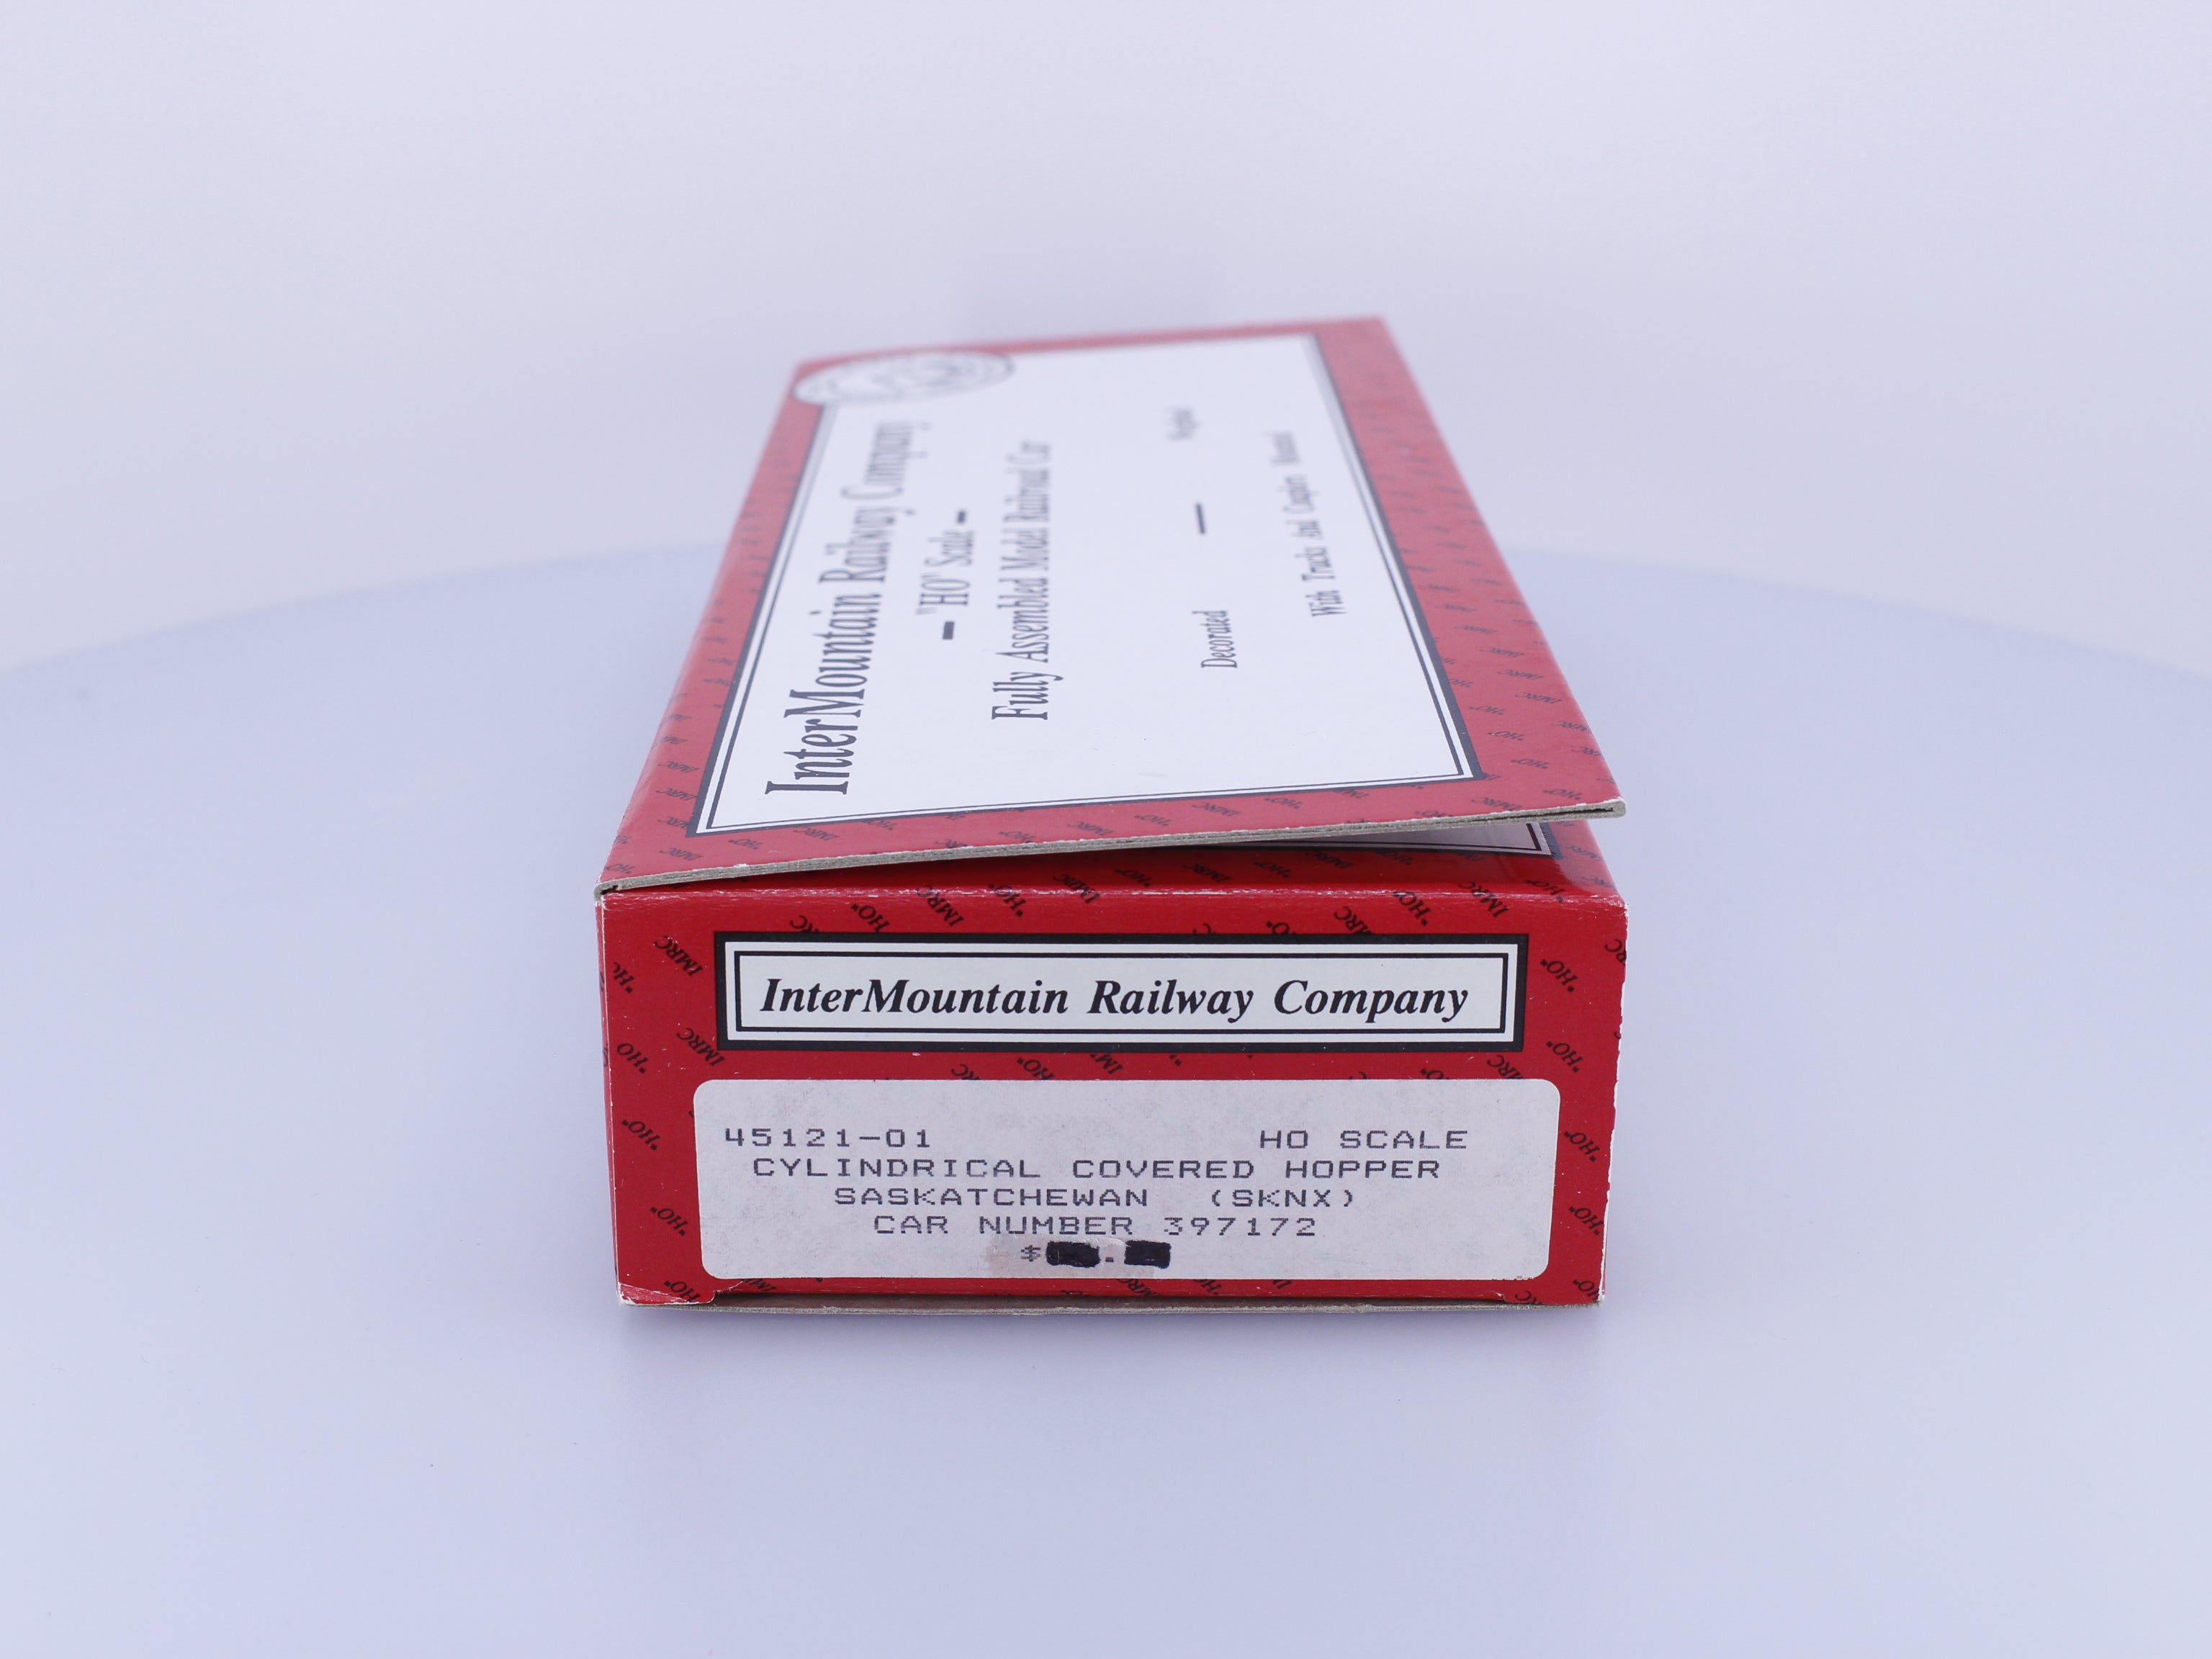 InterMountain Railway Company
"HO" Scale
Fully Assembled Model Railroad Car
Decorated Weighted
With Trucks And Couplers Mounted
InterMountain Railway Company
45121-01 HO SCALE
CYLINDRICAL COVERED HOPPER
SASKATCHEWAN (SKNX)
CAR NUMBER 397172
$ .